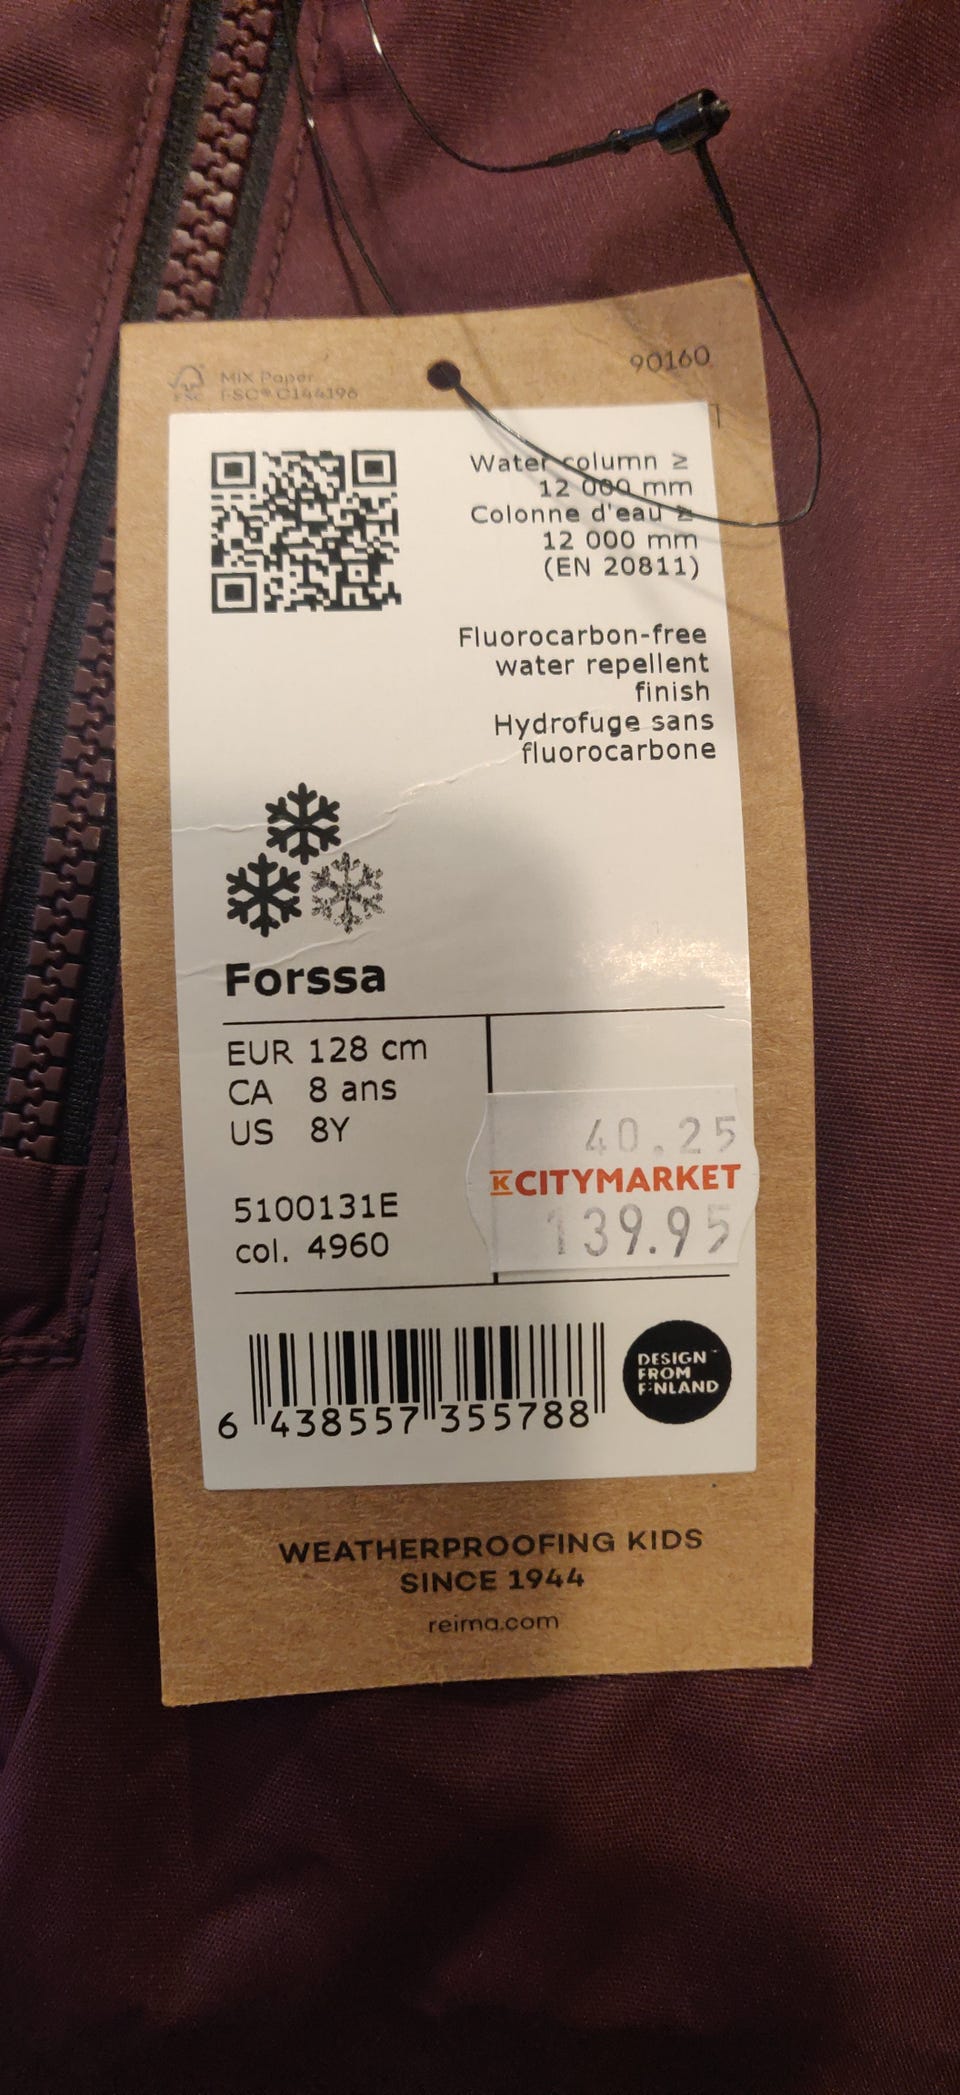 MIX Paper
FSC® C144196
90160
Water column ≥
12 000 mm
Colonne d'eau ≥
12 000 mm
(EN 20811)
Fluorocarbon-free
water repellent
finish
Hydrofuge sans
fluorocarbone
Forssa
EUR 128 cm
CA 8 ans
US 8Y
5100131E
col. 4960
40.25
K CITYMARKET
139.95
6 438557 355788
DESIGN
FROM
FINLAND
WEATHERPROOFING KIDS
SINCE 1944
reima.com